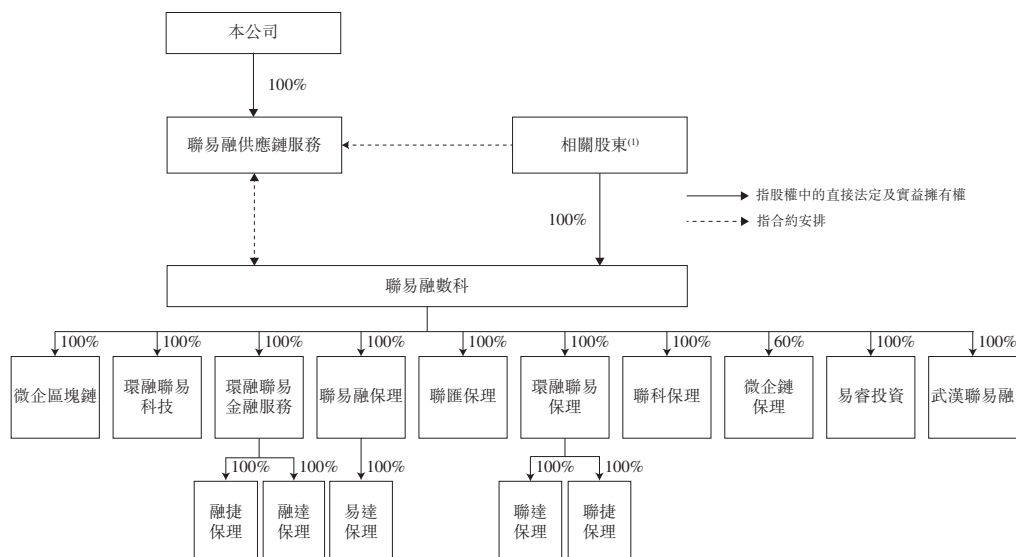 本公司
100%
聯易融供應鏈服務
相關股東(1)
指股權中的直接法定及實益擁有權
100%
指合約安排
聯易融數科
100%
100%
100%
100%
100%
100%
100%
60%
100%
100%
微企區塊鏈
環融聯易
科技
環融聯易
金融服務
聯易融保理
聯匯保理
環融聯易
保理
聯科保理
微企鏈
保理
易睿投資
武漢聯易融
100%
100%
100%
100%
100%
融捷
保理
融達
保理
易達
保理
聯達
保理
聯捷
保理